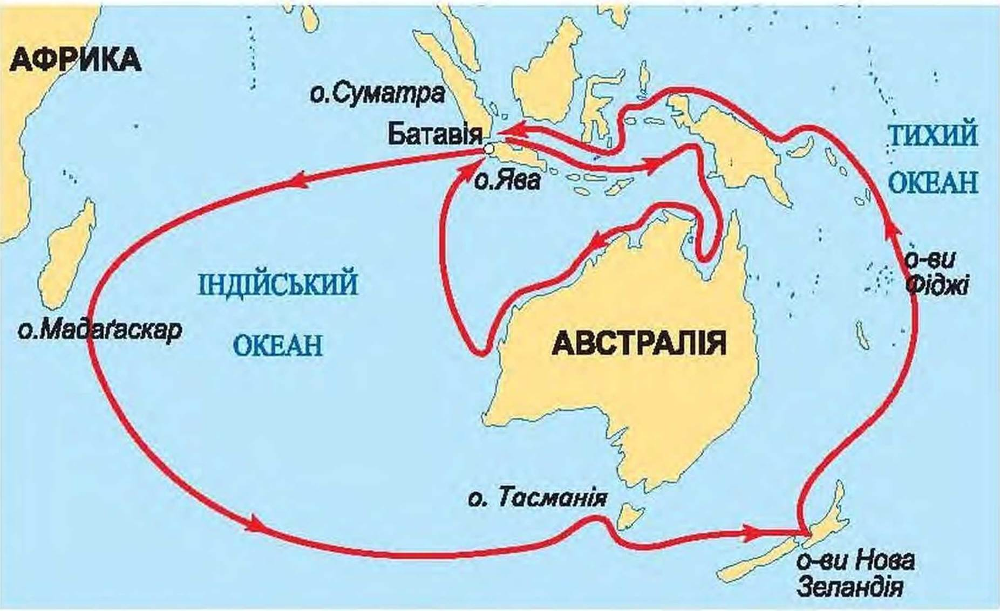 АФРИКА
о.Суматра
Батавія
о.Ява
ТИХИЙ
ОКЕАН
о-ви
Фіджі
ІНДІЙСЬКИЙ
ОКЕАН
о.Мадаґаскар
АВСТРАЛІЯ
о. Тасманія
о-ви Нова
Зеландія